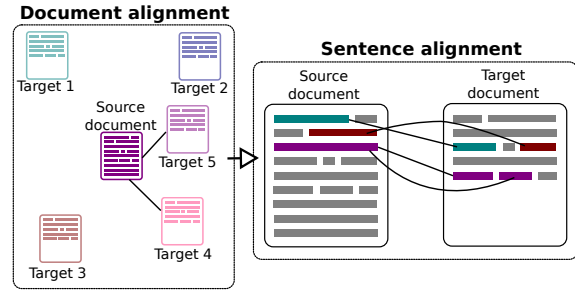 Document alignment
Target 1
Target 2
Source
document
Target 5
Target 3
Target 4
Sentence alignment
Source
document
Target
document